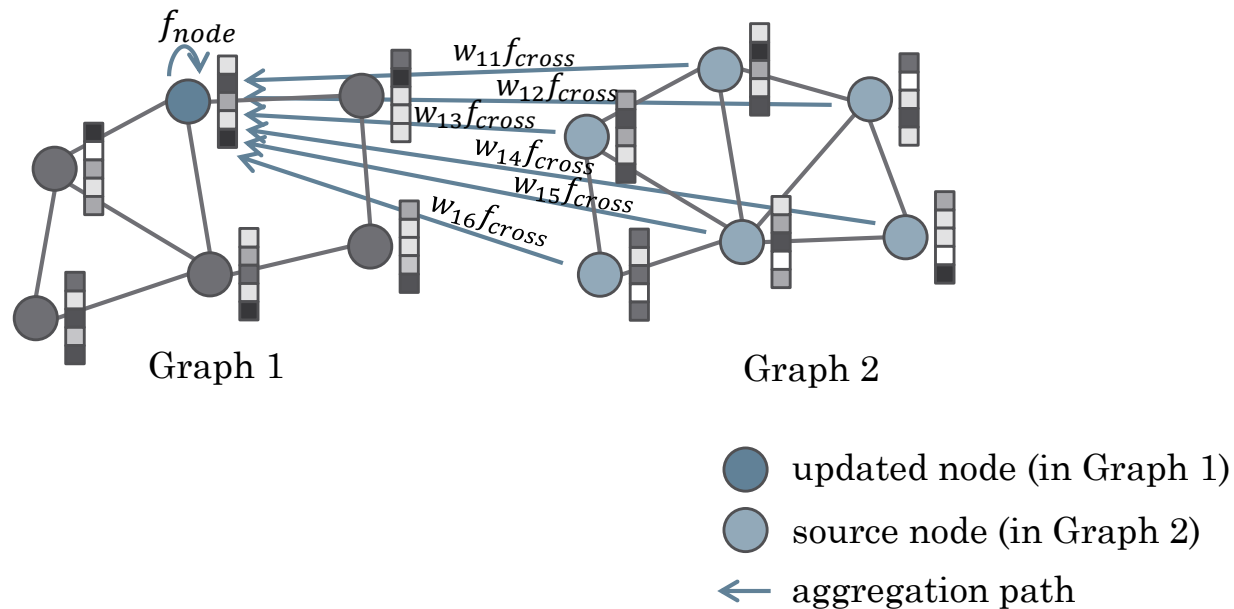 f_node
w_11 f_cross
w_12 f_cross
w_13 f_cross
w_14 f_cross
w_15 f_cross
w_16 f_cross
Graph 1
Graph 2
updated node (in Graph 1)
source node (in Graph 2)
aggregation path